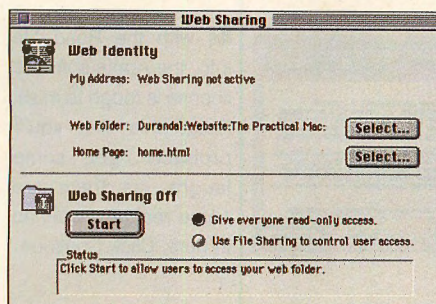 Web Sharing
Web Identity
My Address: Web Sharing not active
Web Folder: Durandal:Website:The Practical Mac:
Select...
Home Page: home.html
Select...
Web Sharing Off
Start
Give everyone read-only access.
Use File Sharing to control user access.
Status
Click Start to allow users to access your web folder.